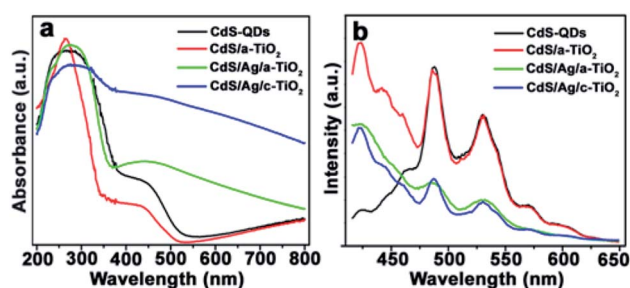 a
CdS-QDs
CdS/a-TiO₂
CdS/Ag/a-TiO₂
CdS/Ag/c-TiO₂
Absorbance (a.u.)
200 300 400 500 600 700 800
Wavelength (nm)
b
CdS-QDs
CdS/a-TiO₂
CdS/Ag/a-TiO₂
CdS/Ag/c-TiO₂
Intensity (a.u.)
450 500 550 600 650
Wavelength (nm)